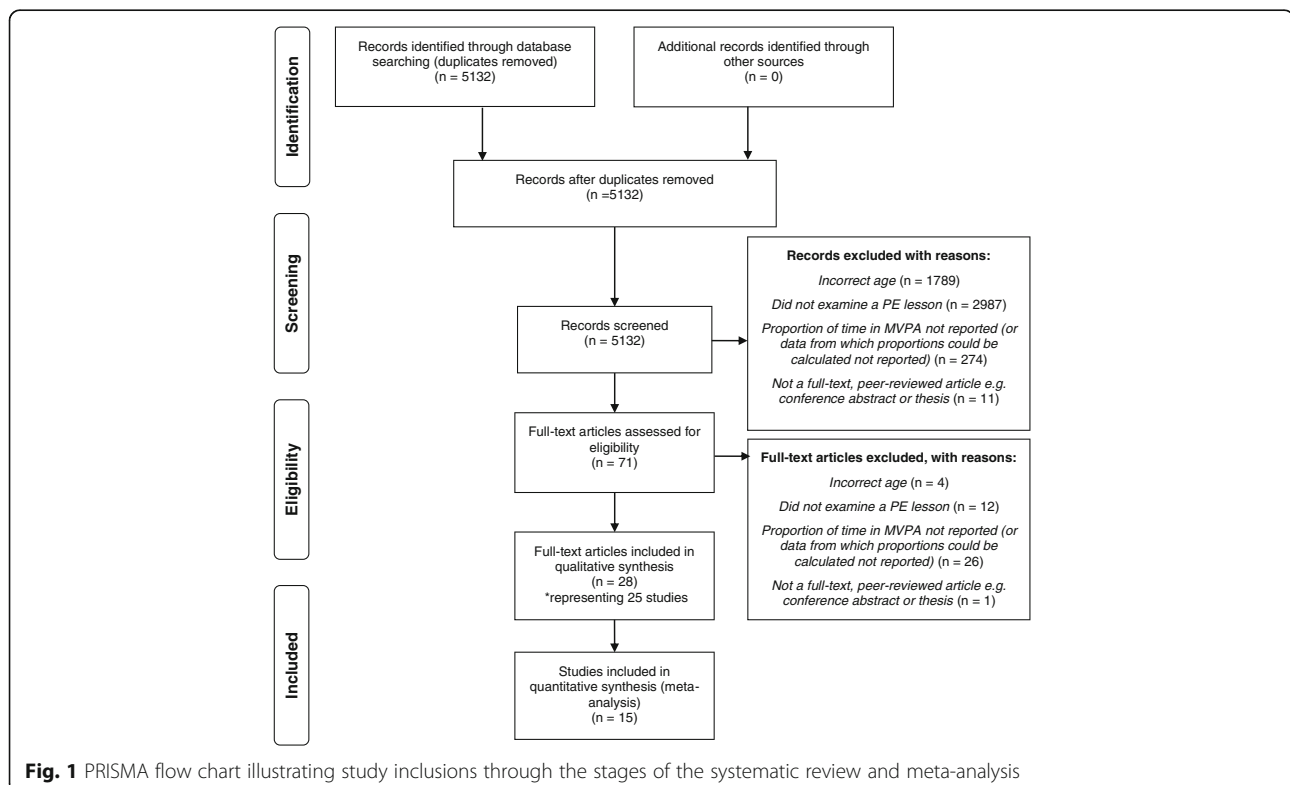 Identification
Records identified through database
searching (duplicates removed)
(n = 5132)
Additional records identified through
other sources
(n = 0)
Records after duplicates removed
(n =5132)
Screening
Records screened
(n = 5132)
Records excluded with reasons:
Incorrect age (n = 1789)
Did not examine a PE lesson (n = 2987)
Proportion of time in MVPA not reported (or
data from which proportions could be
calculated not reported) (n = 274)
Not a full-text, peer-reviewed article e.g.
conference abstract or thesis (n = 11)
Eligibility
Full-text articles assessed for
eligibility
(n = 71)
Full-text articles excluded, with reasons:
Incorrect age (n = 4)
Did not examine a PE lesson (n = 12)
Proportion of time in MVPA not reported (or
data from which proportions could be
calculated not reported) (n = 26)
Not a full-text, peer-reviewed article e.g.
conference abstract or thesis (n = 1)
Full-text articles included in
qualitative synthesis
(n = 28)
*representing 25 studies
Included
Studies included in
quantitative synthesis (meta-
analysis)
(n = 15)
Fig. 1 PRISMA flow chart illustrating study inclusions through the stages of the systematic review and meta-analysis